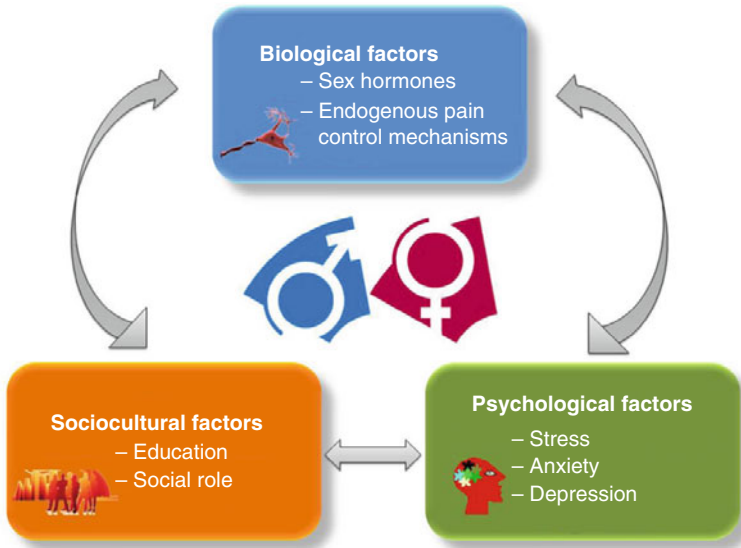 Biological factors
– Sex hormones
– Endogenous pain
control mechanisms
Sociocultural factors
– Education
– Social role
Psychological factors
– Stress
– Anxiety
– Depression